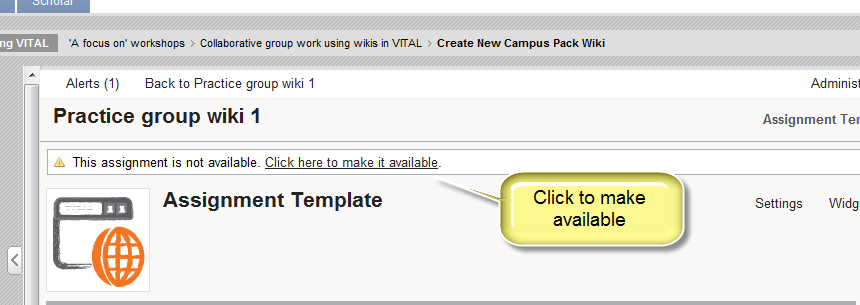 Scholar
ng VITAL 'A focus on' workshops > Collaborative group work using wikis in VITAL > Create New Campus Pack Wiki
Alerts (1) Back to Practice group wiki 1 Administ
Practice group wiki 1 Assignment Ter
This assignment is not available. Click here to make it available.
Assignment Template Settings Widg
Click to make
available